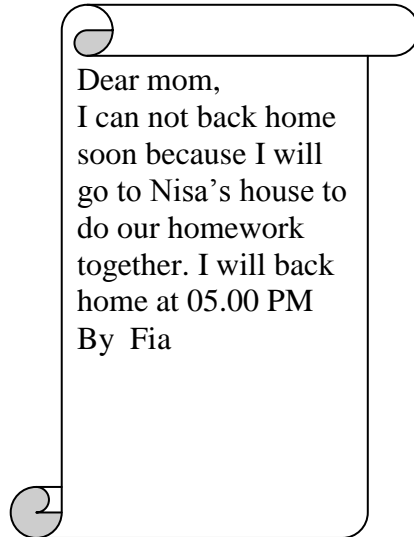 Dear mom,
I can not back home
soon because I will
go to Nisa's house to
do our homework
together. I will back
home at 05.00 PM
By  Fia